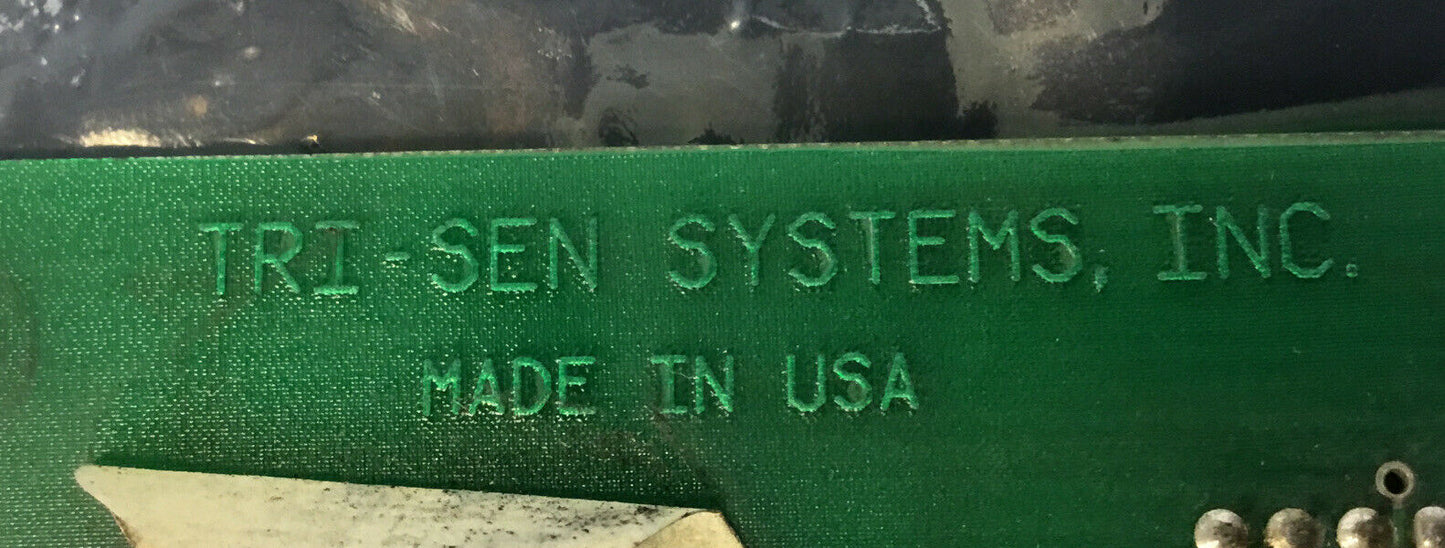 TRI-SEN SYSTEMS, INC.
MADE IN USA